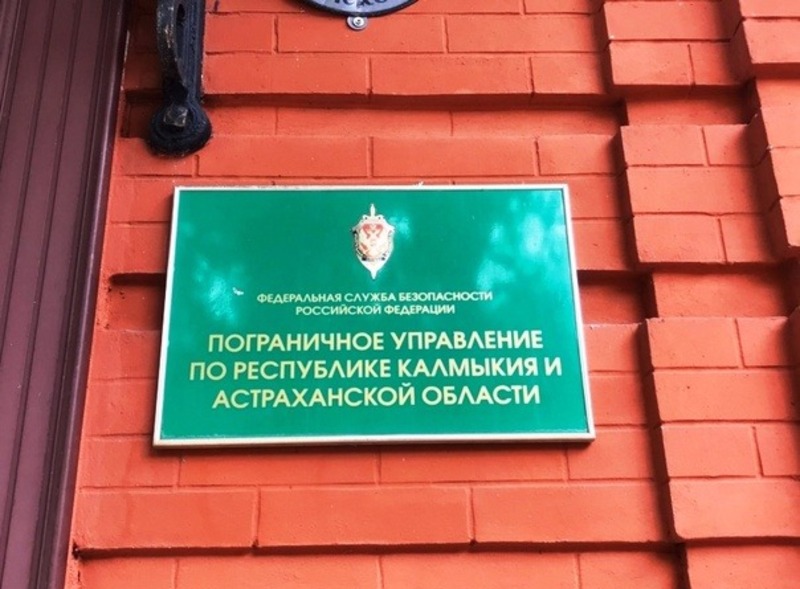 ФЕДЕРАЛЬНАЯ СЛУЖБА БЕЗОПАСНОСТИ
РОССИЙСКОЙ ФЕДЕРАЦИИ
ПОГРАНИЧНОЕ УПРАВЛЕНИЕ
ПО РЕСПУБЛИКЕ КАЛМЫКИЯ И
АСТРАХАНСКОЙ ОБЛАСТИ